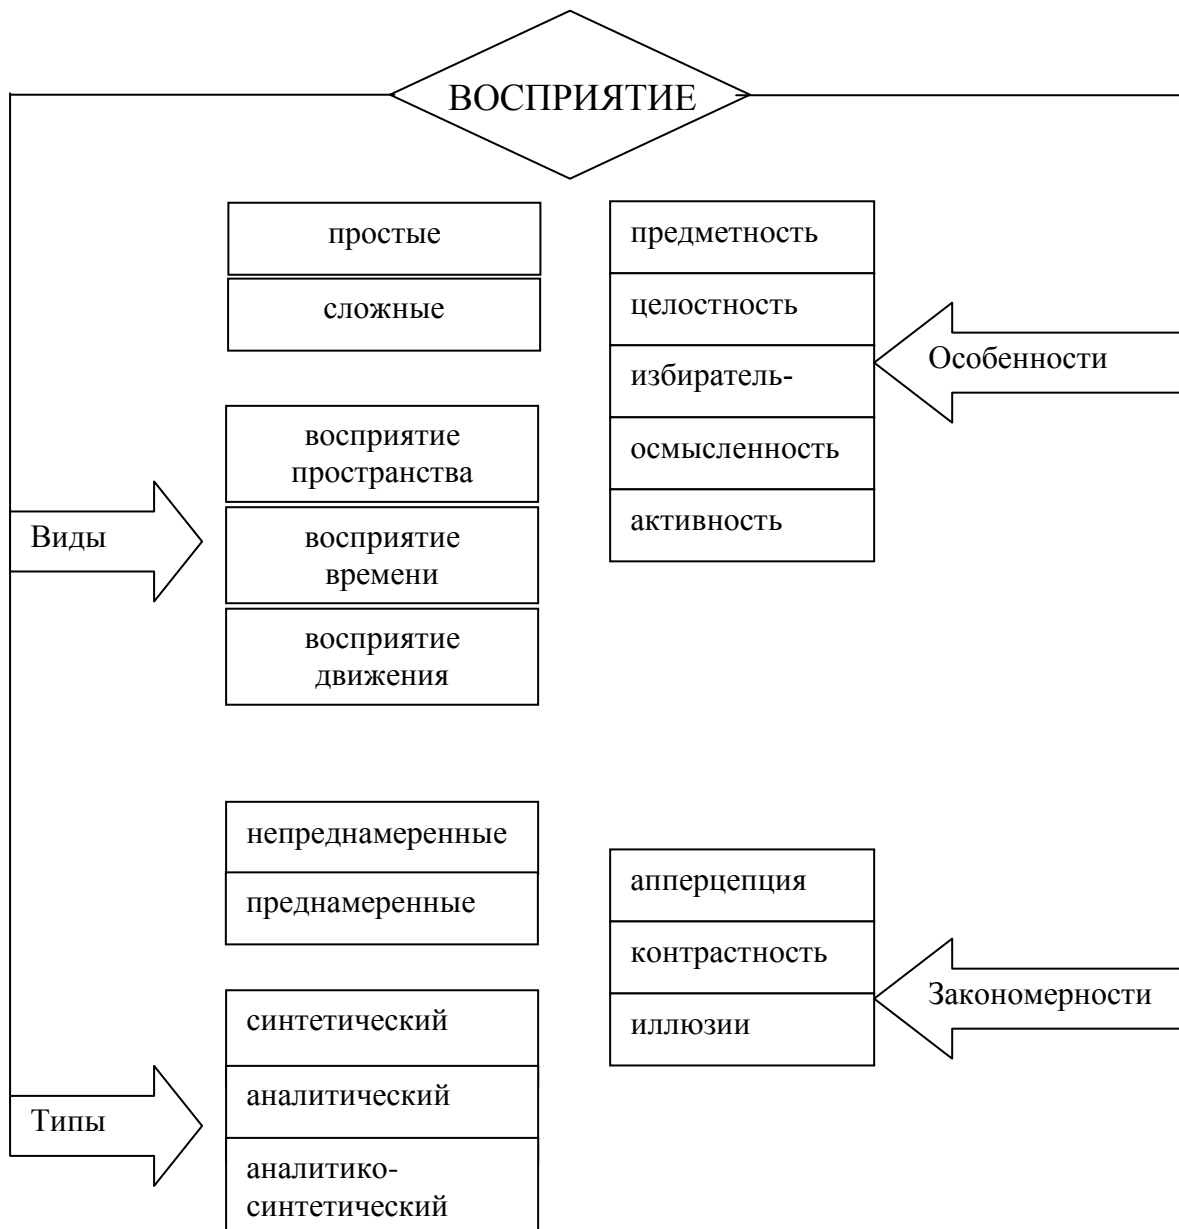 ВОСПРИЯТИЕ
простые
сложные
Виды
восприятие
пространства
восприятие
времени
восприятие
движения
непреднамеренные
преднамеренные
Типы
синтетический
аналитический
аналитико-
синтетический
предметность
целостность
избиратель-
осмысленность
активность
Особенности
апперцепция
контрастность
иллюзии
Закономерности